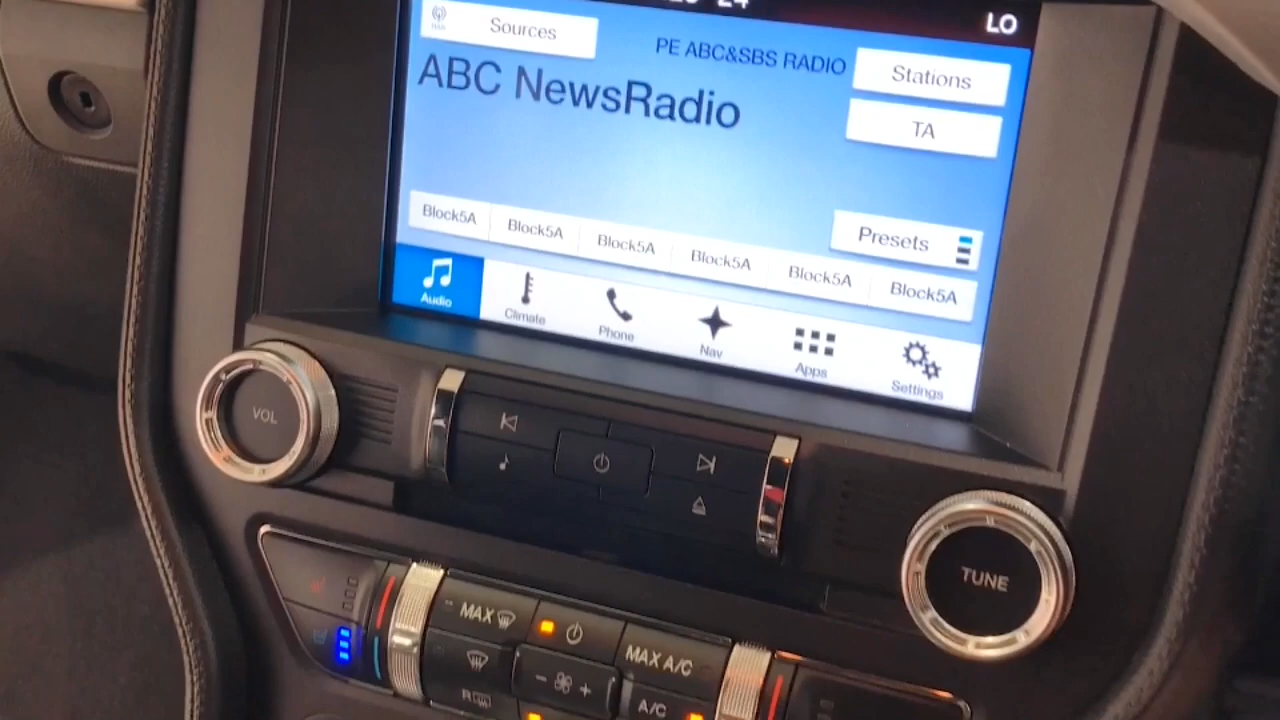 LO
Sources
PE ABC&SBS RADIO
Stations
ABC NewsRadio
TA
Presets
Block5A
Block5A
Block5A
Block5A
Block5A
Block5A
Audio
Climate
Phone
Nav
Apps
Settings
VOL
TUNE
MAX
MAX A/C
R
A/C